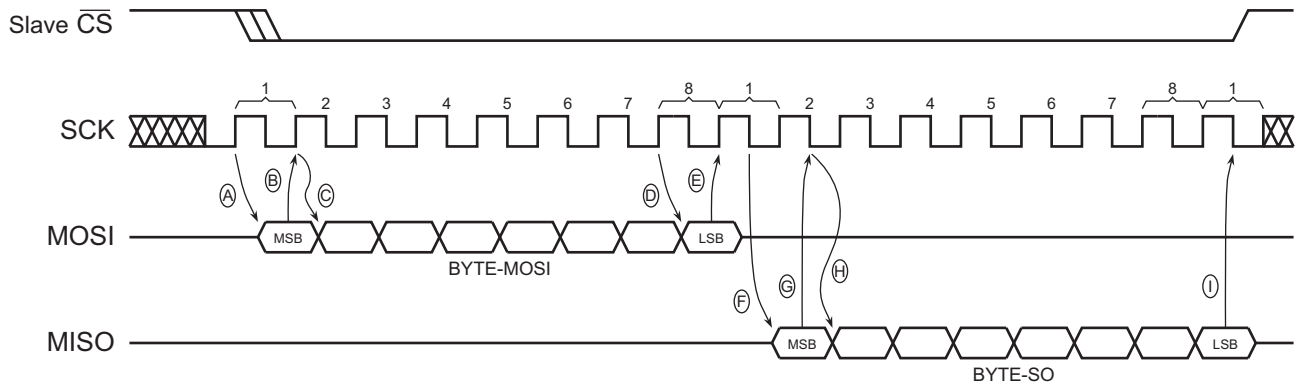 Slave CS
1 2 3 4 5 6 7 8 1 2 3 4 5 6 7 8 1
SCK
A B C D E
MOSI MSB LSB
BYTE-MOSI
F G H I
MISO MSB LSB
BYTE-SO